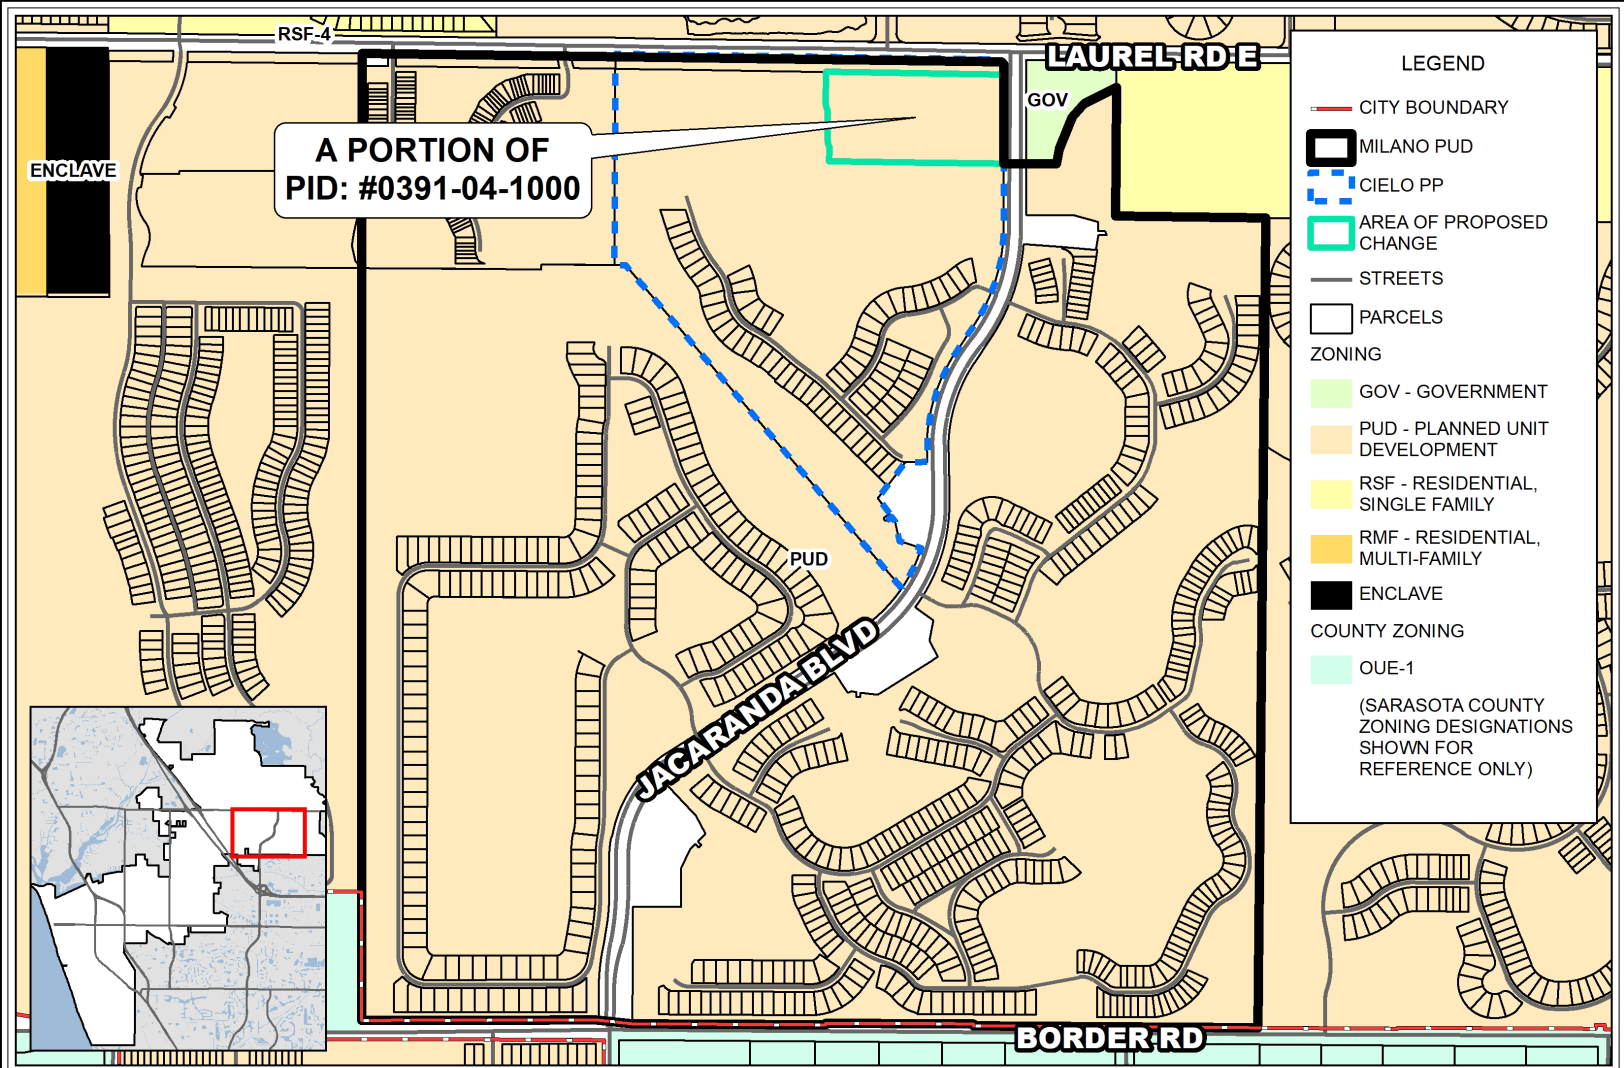 RSF-4
LAUREL RD E
GOV
ENCLAVE
A PORTION OF
PID: #0391-04-1000
PUD
JACARANDA BLVD
BORDER RD
LEGEND
CITY BOUNDARY
MILANO PUD
CIELO PP
AREA OF PROPOSED
CHANGE
STREETS
PARCELS
ZONING
GOV - GOVERNMENT
PUD - PLANNED UNIT
DEVELOPMENT
RSF - RESIDENTIAL,
SINGLE FAMILY
RMF - RESIDENTIAL,
MULTI-FAMILY
ENCLAVE
COUNTY ZONING
OUE-1
(SARASOTA COUNTY
ZONING DESIGNATIONS
SHOWN FOR
REFERENCE ONLY)